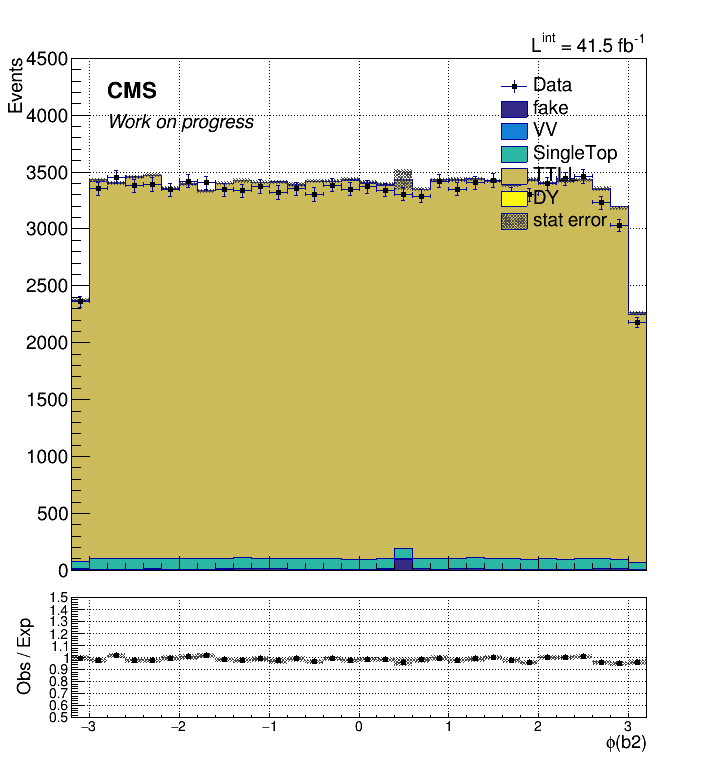 L^int = 41.5 fb^-1
Events
4500
4000
3500
3000
2500
2000
1500
1000
500
0
CMS
Work on progress
Data
fake
VV
SingleTop
DY
stat error
Obs / Exp
1.5
1.4
1.3
1.2
1.1
1
0.9
0.8
0.7
0.6
0.5
−3 −2 −1 0 1 2 3
ϕ(b2)